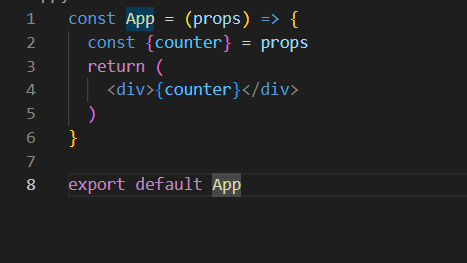 1 const App = (props) => {
2   const {counter} = props
3   return (
4     <div>{counter}</div>
5   )
6 }
7
8 export default App